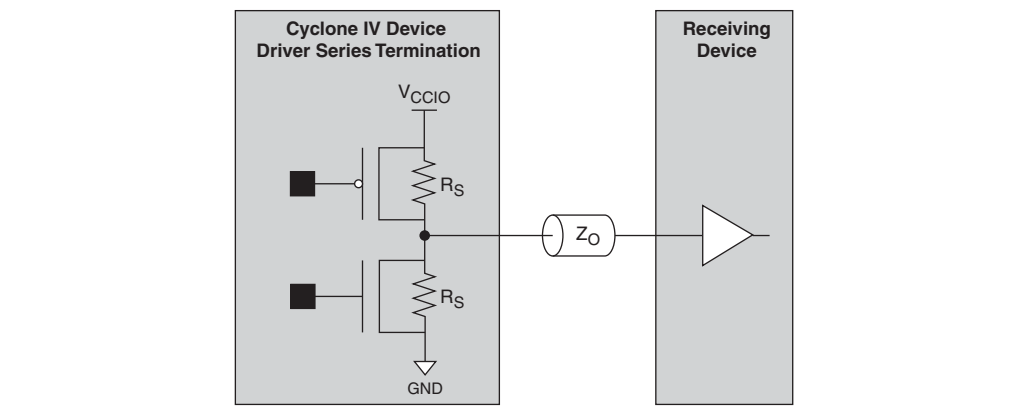 Cyclone IV Device
Driver Series Termination
Receiving
Device
VCCIO
RS
ZO
RS
GND